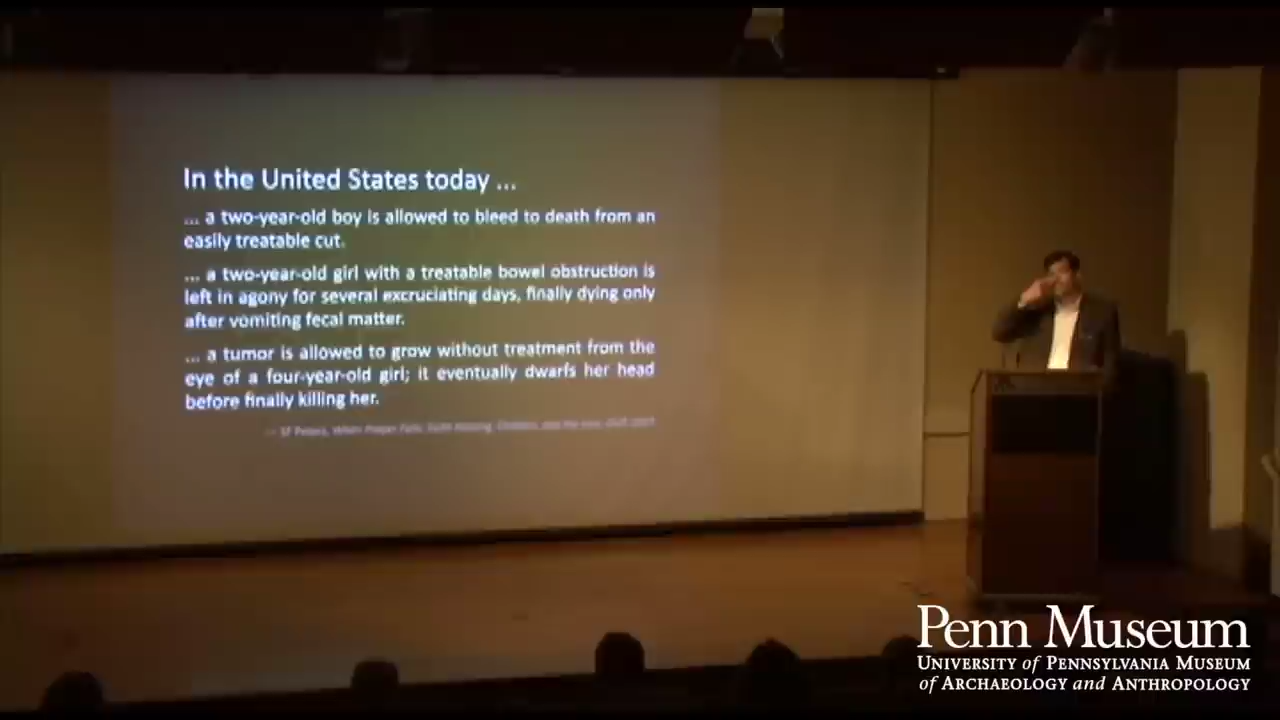 In the United States today ...
... a two-year-old boy is allowed to bleed to death from an
easily treatable cut.
... a two-year-old girl with a treatable bowel obstruction is
left in agony for several excruciating days, finally dying only
after vomiting fecal matter.
... a tumor is allowed to grow without treatment from the
eye of a four-year-old girl; it eventually dwarfs her head
before finally killing her.
Penn Museum
University of Pennsylvania Museum
of Archaeology and Anthropology